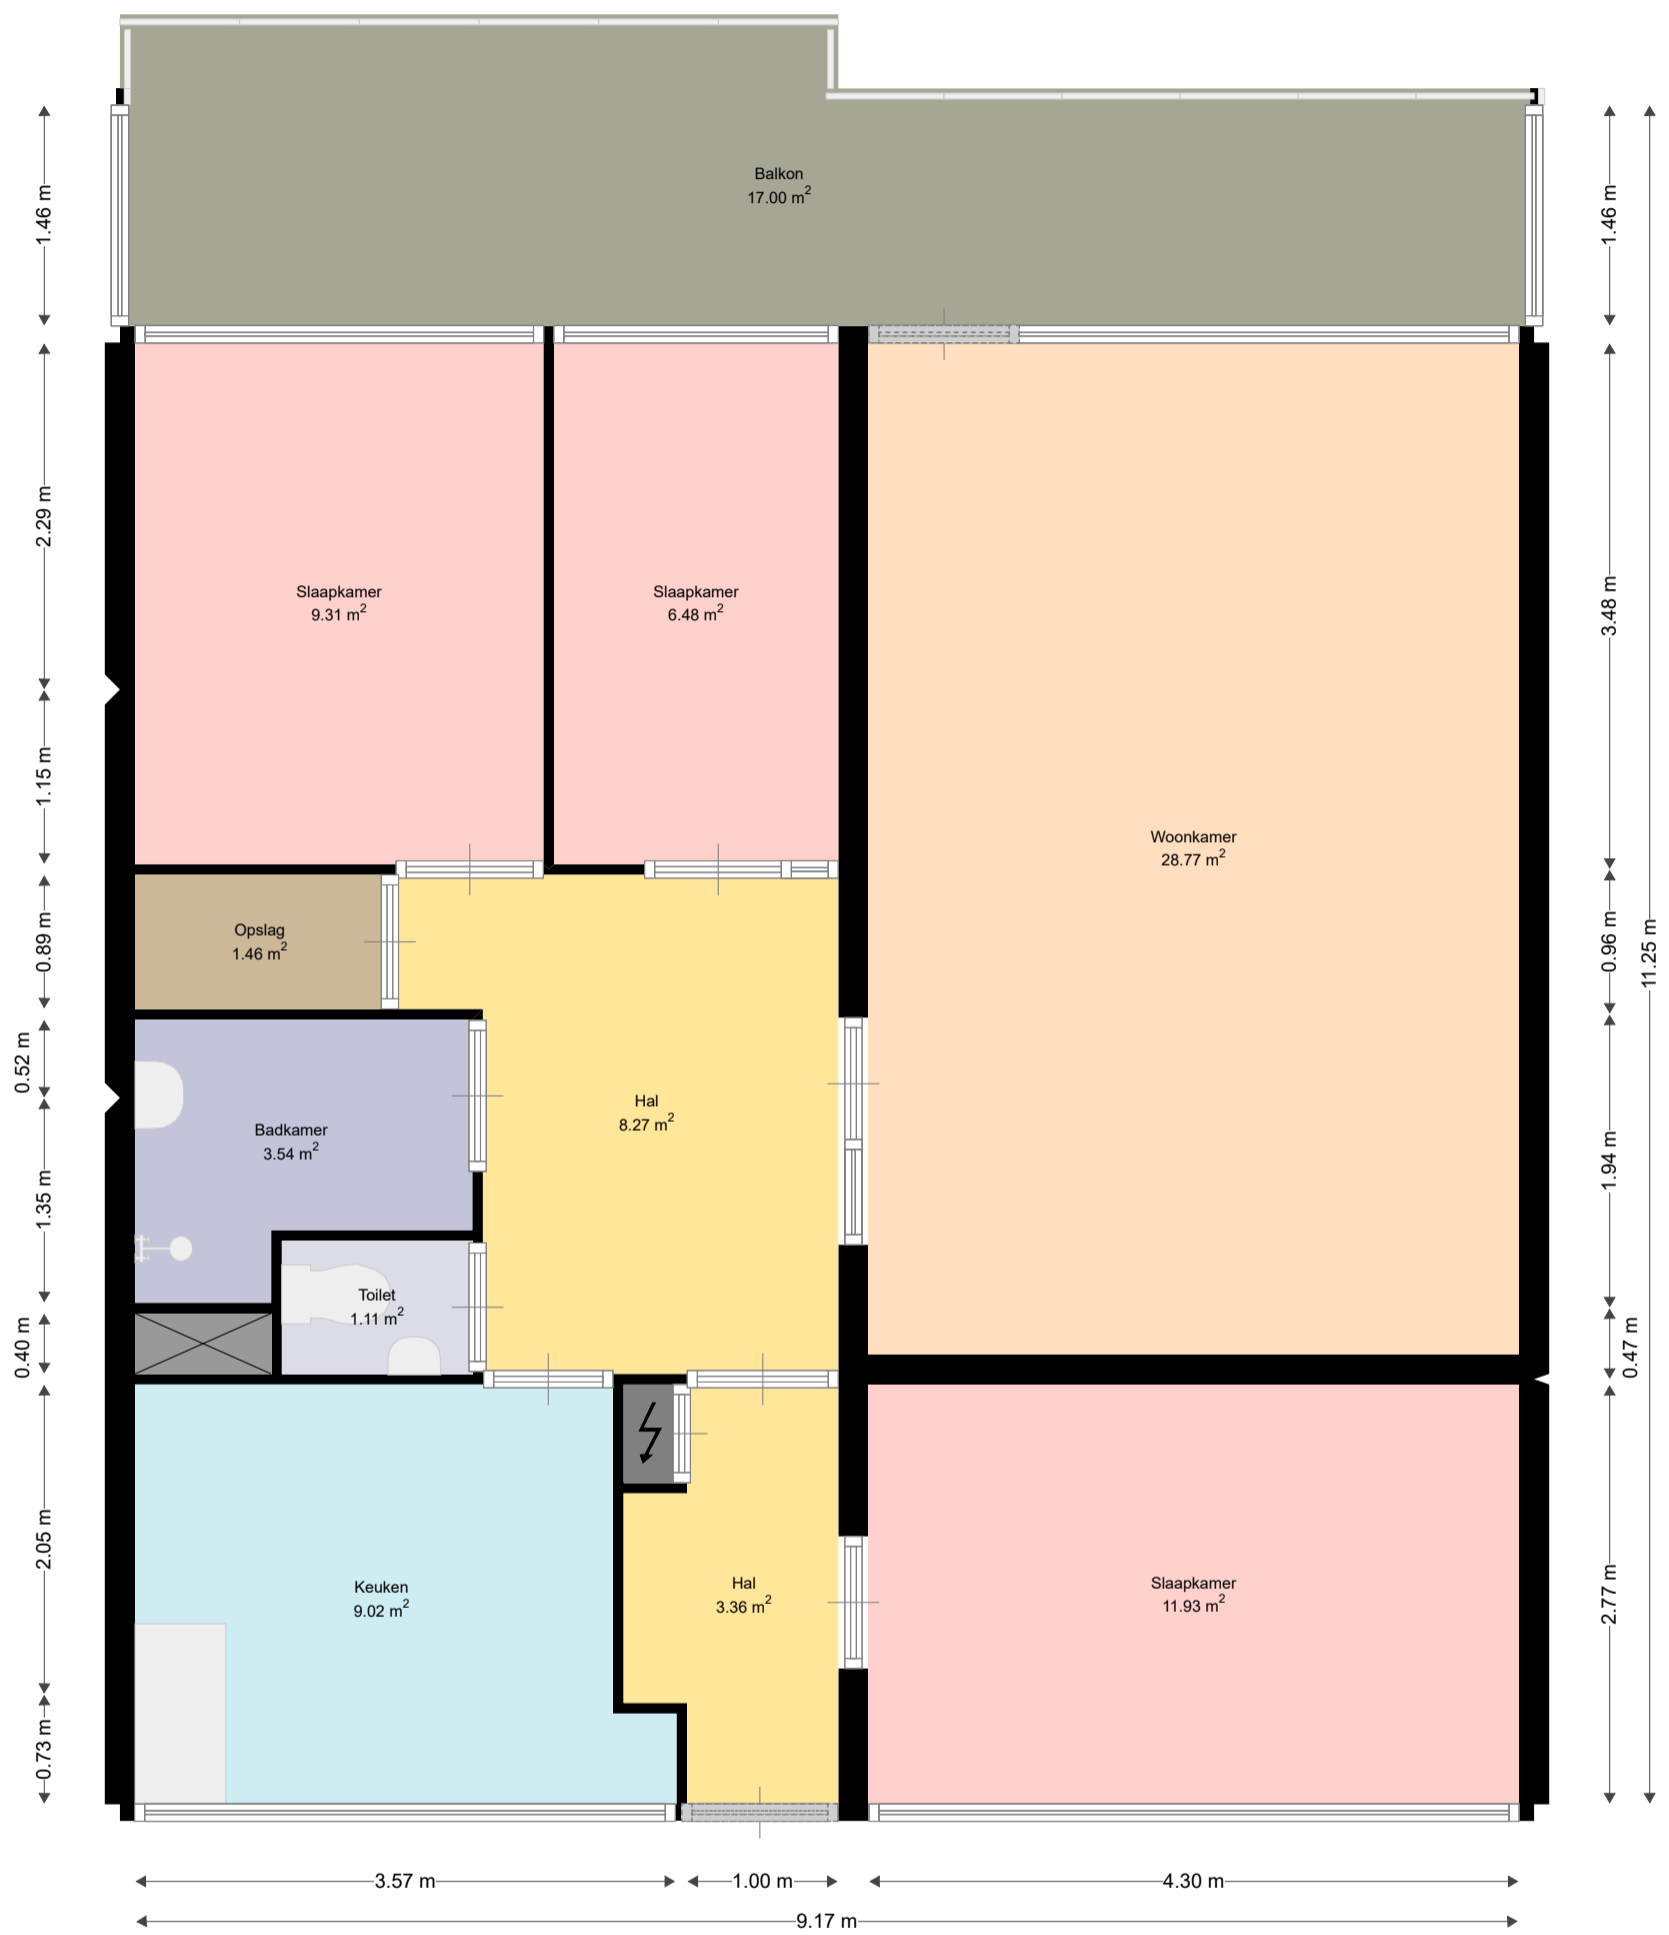 Balkon
17.00 m²
1.46 m
1.46 m
2.29 m
3.48 m
Slaapkamer
9.31 m²
Slaapkamer
6.48 m²
1.15 m
Woonkamer
28.77 m²
0.89 m
Opslag
1.46 m²
0.96 m
11.25 m
0.52 m
Hal
8.27 m²
Badkamer
3.54 m²
1.35 m
1.94 m
Toilet
1.11 m²
0.40 m
0.47 m
2.05 m
Keuken
9.02 m²
Hal
3.36 m²
Slaapkamer
11.93 m²
2.77 m
0.73 m
3.57 m
1.00 m
4.30 m
9.17 m